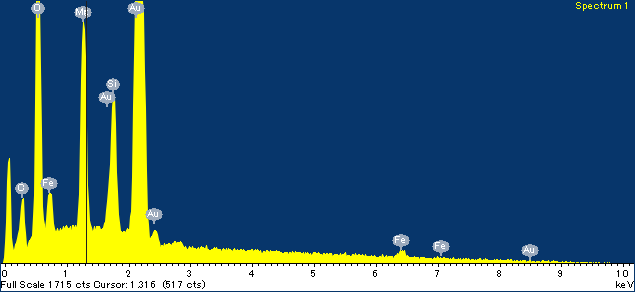 Spectrum 1
O Mg Au
Si
Au
C Fe
Au
Fe Fe Au
0 1 2 3 4 5 6 7 8 9 10
Full Scale 1715 cts Cursor: 1.316 (517 cts) keV